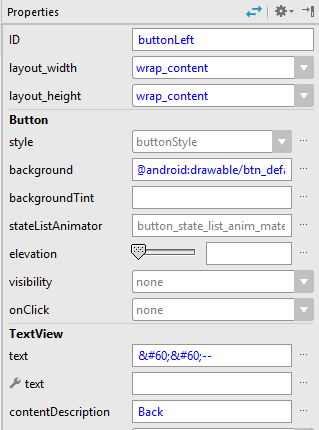 Properties
ID buttonLeft
layout_width wrap_content
layout_height wrap_content
Button
style buttonStyle ...
background @android:drawable/btn_defa ...
backgroundTint ...
stateListAnimator button_state_list_anim_mate ...
elevation ...
visibility none ...
onClick none ...
TextView
text &#60;&#60;-- ...
text ...
contentDescription Back ...